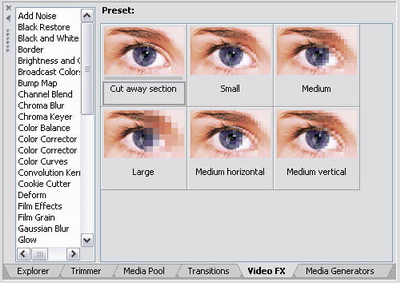 Preset:
Add Noise
Black Restore
Black and White
Border
Brightness and C
Broadcast Colors
Bump Map
Channel Blend
Chroma Blur
Chroma Keyer
Color Balance
Color Corrector
Color Corrector
Color Curves
Convolution Kern
Cookie Cutter
Deform
Film Effects
Film Grain
Gaussian Blur
Glow
Cut away section
Small
Medium
Large
Medium horizontal
Medium vertical
Explorer
Trimmer
Media Pool
Transitions
Video FX
Media Generators